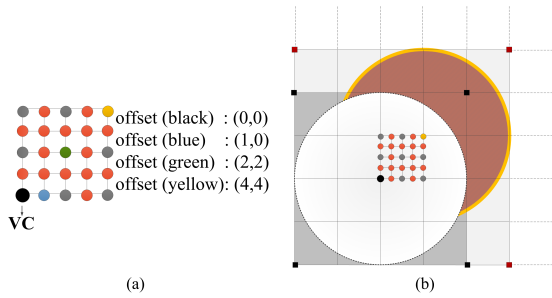 offset (black) : (0,0)
offset (blue) : (1,0)
offset (green) : (2,2)
offset (yellow): (4,4)
VC
(a)
(b)